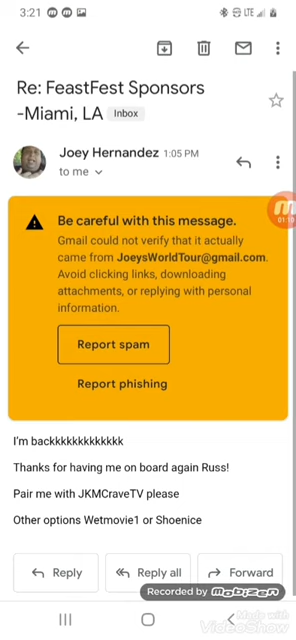 3:21 LTE
Re: FeastFest Sponsors
-Miami, LA Inbox
Joey Hernandez 1:05 PM
to me
Be careful with this message.
Gmail could not verify that it actually
came from JoeysWorldTour@gmail.com.
Avoid clicking links, downloading
attachments, or replying with personal
information.
Report spam
Report phishing
I'm backkkkkkkkkkkk
Thanks for having me on board again Russ!
Pair me with JKMCraveTV please
Other options Wetmovie1 or Shoenice
Reply Reply all Forward
Recorded by mobizen
Made with
VideoShow